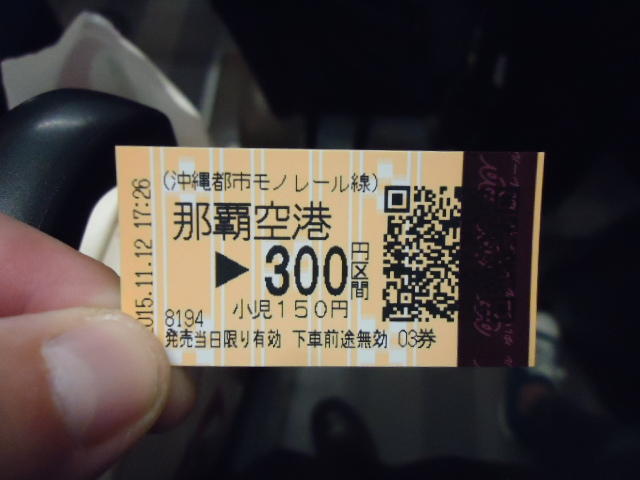 015.11.12 17:26
(沖縄都市モノレール線)
那覇空港
▶300円区間
小児150円
8194
発売当日限り有効 下車前途無効 03券